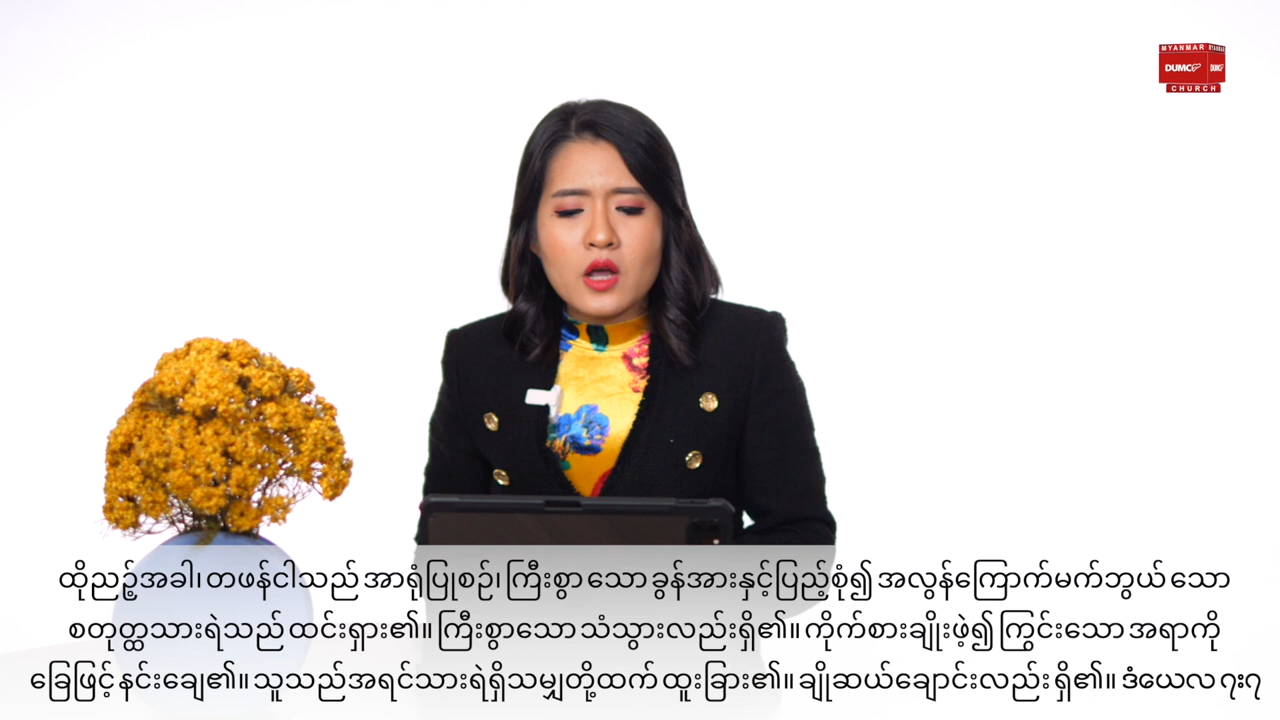 MYANMAR
MYANMAR
DUMC
DUMC
CHURCH
ထိုညဉ့်အခါ၊ တဖန်ငါသည် အာရုံပြုစဉ်၊ ကြီးစွာသော ခွန်အားနှင့်ပြည့်စုံ၍ အလွန်ကြောက်မက်ဘွယ်သော
စတုတ္ထသားရဲသည် ထင်းရှား၏။ ကြီးစွာသော သံသွားလည်းရှိ၏။ ကိုက်စားချိုးဖဲ့၍ ကြွင်းသော အရာကို
ခြေဖြင့် နင်းချေ၏။ သူသည်အရင်သားရဲရှိသမျှတို့ထက် ထူးခြား၏။ ချိုဆယ်ချောင်းလည်း ရှိ၏။ ဒံယေလ ၇း၇